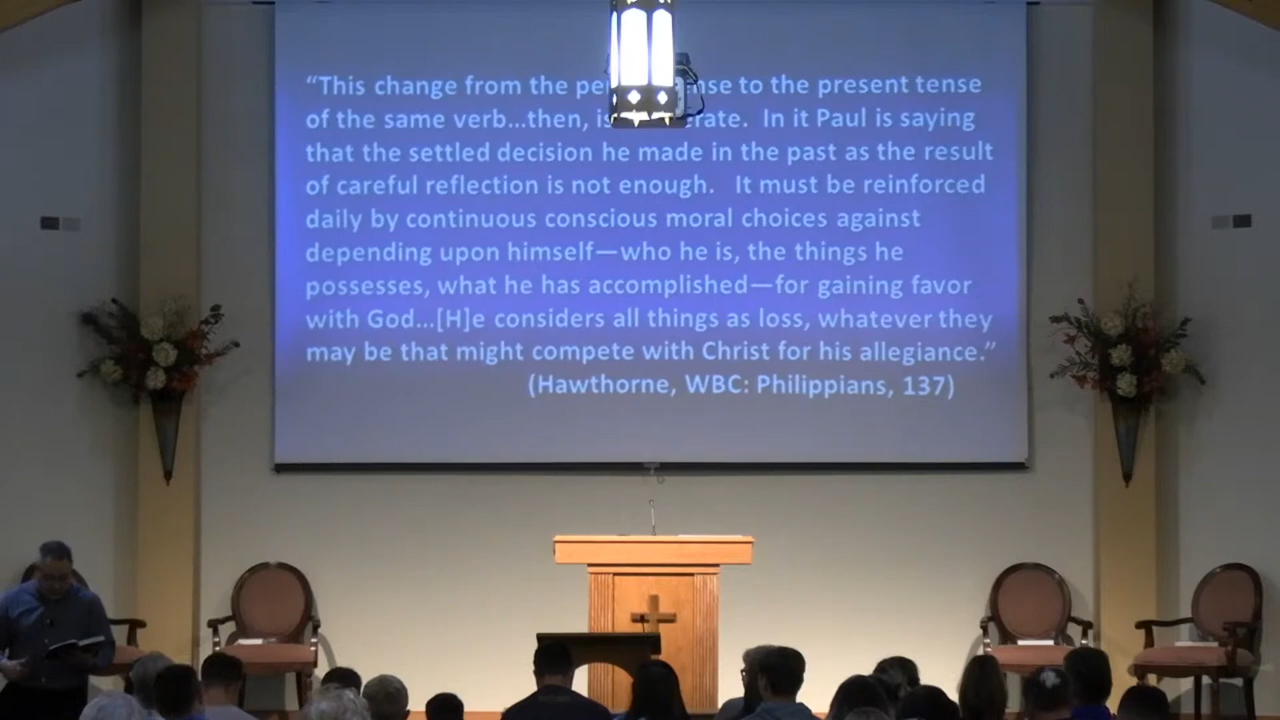 “This change from the to the present tense
of the same verb…then, is In it Paul is saying
that the settled decision he made in the past as the result
of careful reflection is not enough. It must be reinforced
daily by continuous conscious moral choices against
depending upon himself—who he is, the things he
possesses, what he has accomplished—for gaining favor
with God…[H]e considers all things as loss, whatever they
may be that might compete with Christ for his allegiance.”
(Hawthorne, WBC: Philippians, 137)